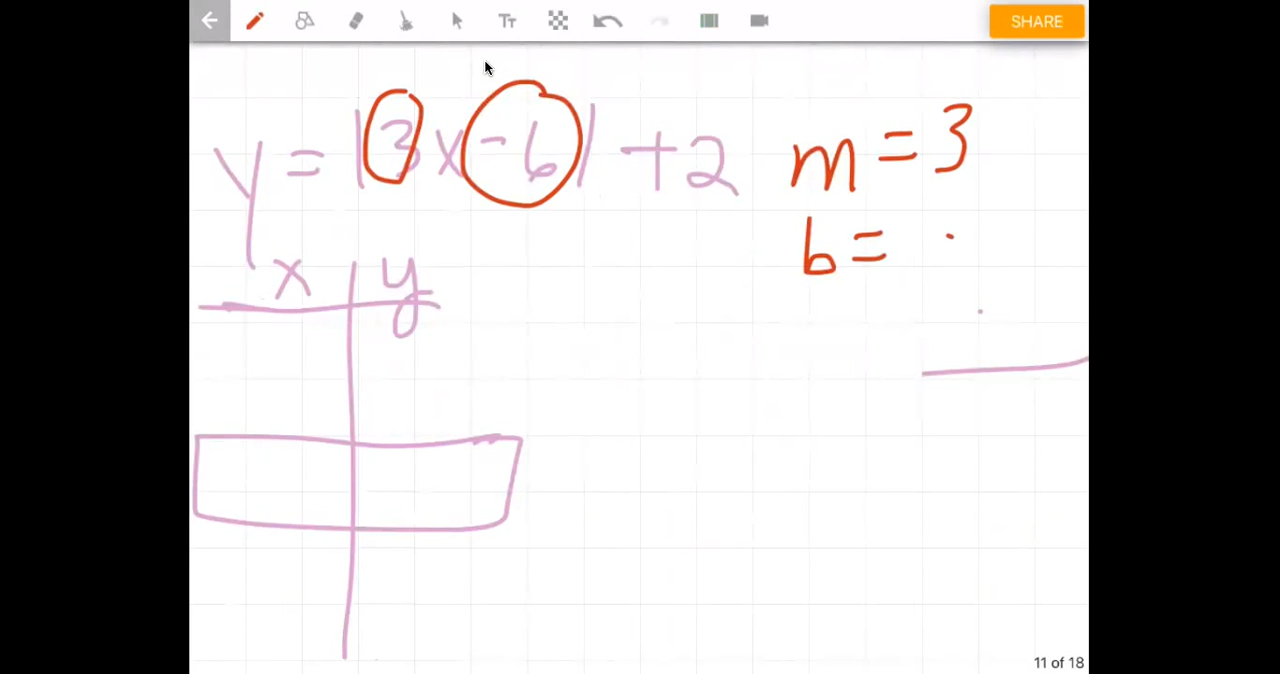 SHARE
y = |3x - 6| + 2
m = 3
b =
x y
11 of 18